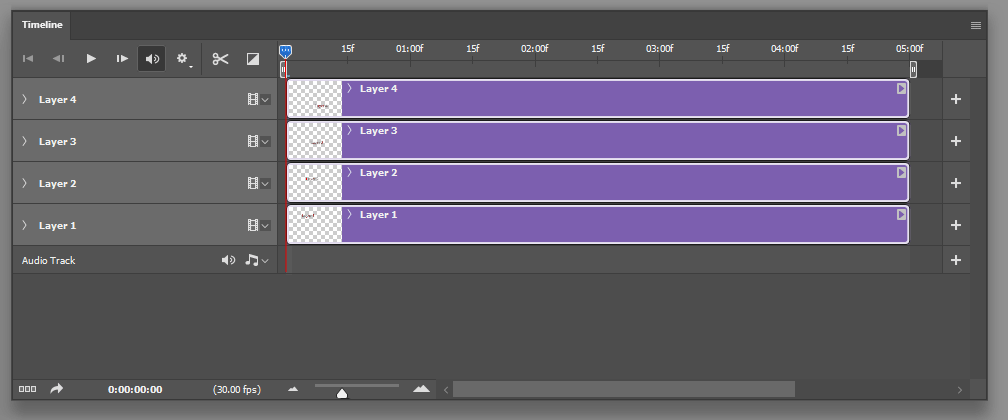 Timeline
15f 01:00f 15f 02:00f 15f 03:00f 15f 04:00f 15f 05:00f
Layer 4 Layer 4
Layer 3 Layer 3
Layer 2 Layer 2
Layer 1 Layer 1
Audio Track
0:00:00:00 (30.00 fps)